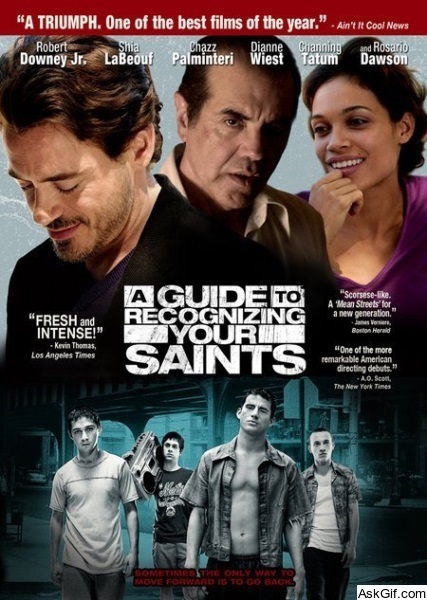 "A TRIUMPH. One of the best films of the year." - Ain't It Cool News
Robert Downey Jr.
Shia LaBeouf
Chazz Palminteri
Dianne Wiest
Channing Tatum
and Rosario Dawson
A GUIDE TO
RECOGNIZING
YOUR
SAINTS
"FRESH and
INTENSE!"
- Kevin Thomas,
Los Angeles Times
"Scorsese-like.
A 'Mean Streets' for
a new generation."
- James Verniere,
Boston Herald
"One of the more
remarkable American
directing debuts."
- A.O. Scott,
The New York Times
SOMETIMES THE ONLY WAY TO
MOVE FORWARD IS TO GO BACK.
AskGif.com